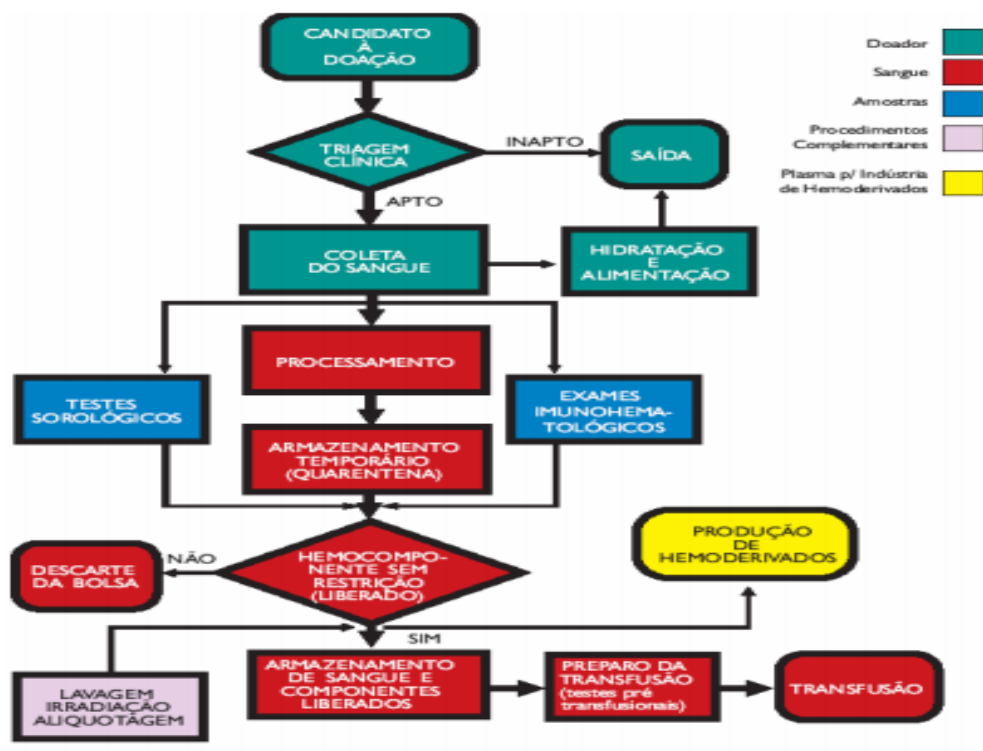 CANDIDATO
À
DOAÇÃO
Doador
Sangue
Amostras
Procedimentos
Complementares
Plasma p/ Indústria
de Hemoderivados
TRIAGEM
CLÍNICA
INAPTO
SAÍDA
APTO
COLETA
DO SANGUE
HIDRATAÇÃO
E
ALIMENTAÇÃO
PROCESSAMENTO
TESTES
SOROLÓGICOS
EXAMES
IMUNOHEMA-
TOLÓGICOS
ARMAZENAMENTO
TEMPORÁRIO
(QUARENTENA)
HEMOCOMPO-
NENTE SEM
RESTRIÇÃO
(LIBERADO)
NÃO
DESCARTE
DA BOLSA
PRODUÇÃO
DE
HEMODERIVADOS
SIM
LAVAGEM
IRRADIAÇÃO
ALIQUOTÂGEM
ARMAZENAMENTO
DE SANGUE E
COMPONENTES
LIBERADOS
PREPARO DA
TRANSFUSÃO
(testes pré
transfusionais)
TRANSFUSÃO